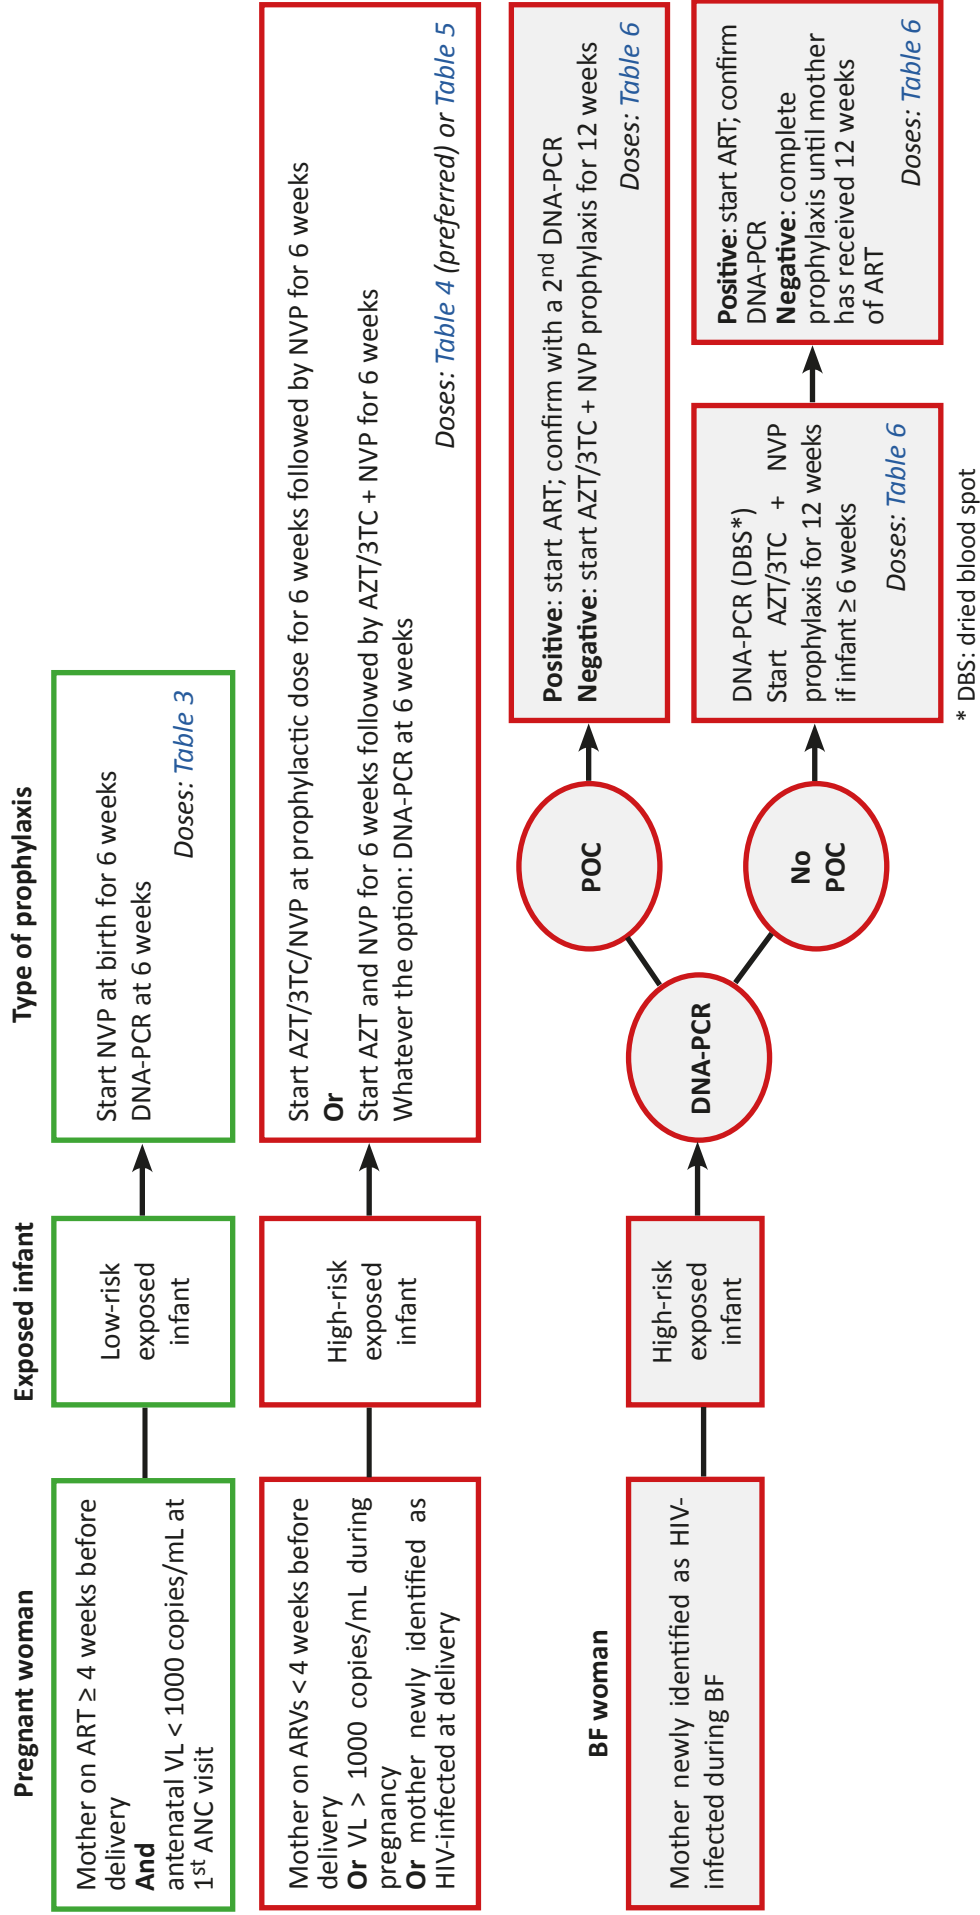 Pregnant woman
Exposed infant
Type of prophylaxis
Mother on ART ≥ 4 weeks before
delivery
And
antenatal VL < 1000 copies/mL at
1st ANC visit
Low-risk
exposed
infant
Start NVP at birth for 6 weeks
DNA-PCR at 6 weeks
Doses: Table 3
Mother on ARVs < 4 weeks before
delivery
Or VL > 1000 copies/mL during
pregnancy
Or mother newly identified as
HIV-infected at delivery
High-risk
exposed
infant
Start AZT/3TC/NVP at prophylactic dose for 6 weeks followed by NVP for 6 weeks
Or
Start AZT and NVP for 6 weeks followed by AZT/3TC + NVP for 6 weeks
Whatever the option: DNA-PCR at 6 weeks
Doses: Table 4 (preferred) or Table 5
BF woman
Mother newly identified as HIV-
infected during BF
High-risk
exposed
infant
DNA-PCR
POC
Positive: start ART; confirm with a 2nd DNA-PCR
Negative: start AZT/3TC + NVP prophylaxis for 12 weeks
Doses: Table 6
No
POC
DNA-PCR (DBS*)
Start AZT/3TC + NVP
prophylaxis for 12 weeks
if infant ≥ 6 weeks
Doses: Table 6
Positive: start ART; confirm
DNA-PCR
Negative: complete
prophylaxis until mother
has received 12 weeks
of ART
Doses: Table 6
* DBS: dried blood spot